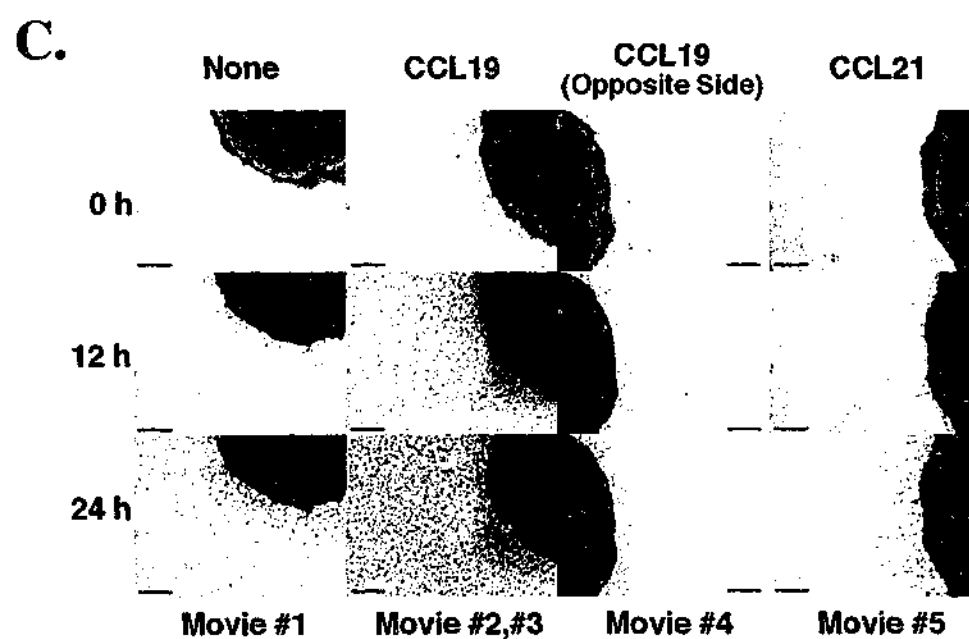 C.
None
CCL19
CCL19
(Opposite Side)
CCL21
0 h
12 h
24 h
Movie #1
Movie #2,#3
Movie #4
Movie #5